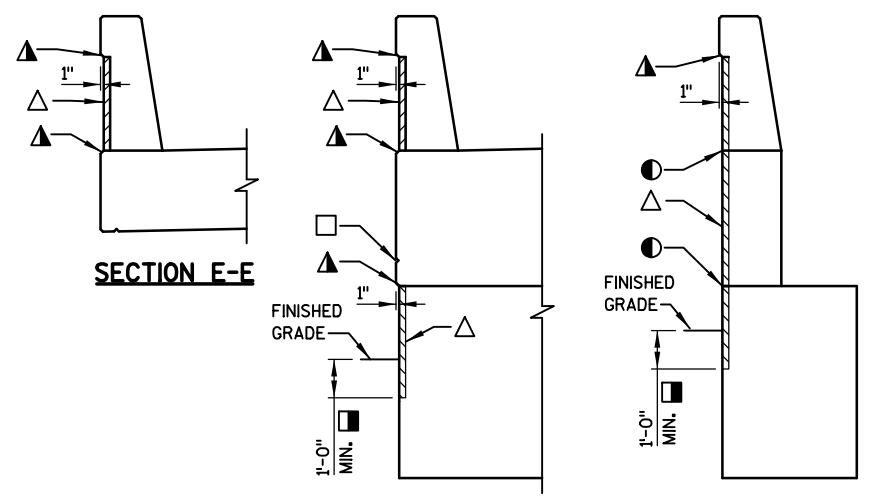 1"
SECTION E-E
1"
1"
FINISHED
GRADE
1'-0"
MIN.
1"
FINISHED
GRADE
1'-0"
MIN.